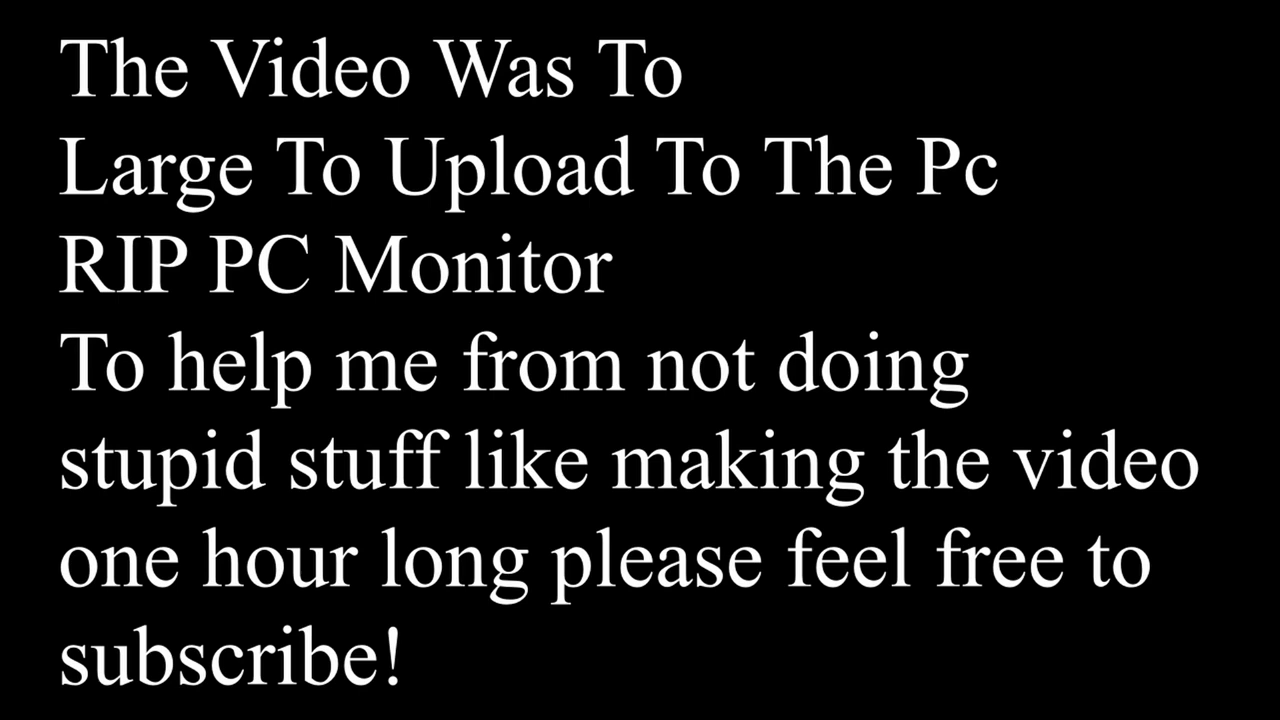 The Video Was To
Large To Upload To The Pc
RIP PC Monitor
To help me from not doing
stupid stuff like making the video
one hour long please feel free to
subscribe!